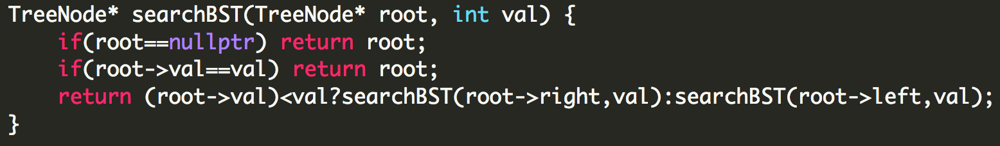 TreeNode* searchBST(TreeNode* root, int val) {
    if(root==nullptr) return root;
    if(root->val==val) return root;
    return (root->val)<val?searchBST(root->right,val):searchBST(root->left,val);
}